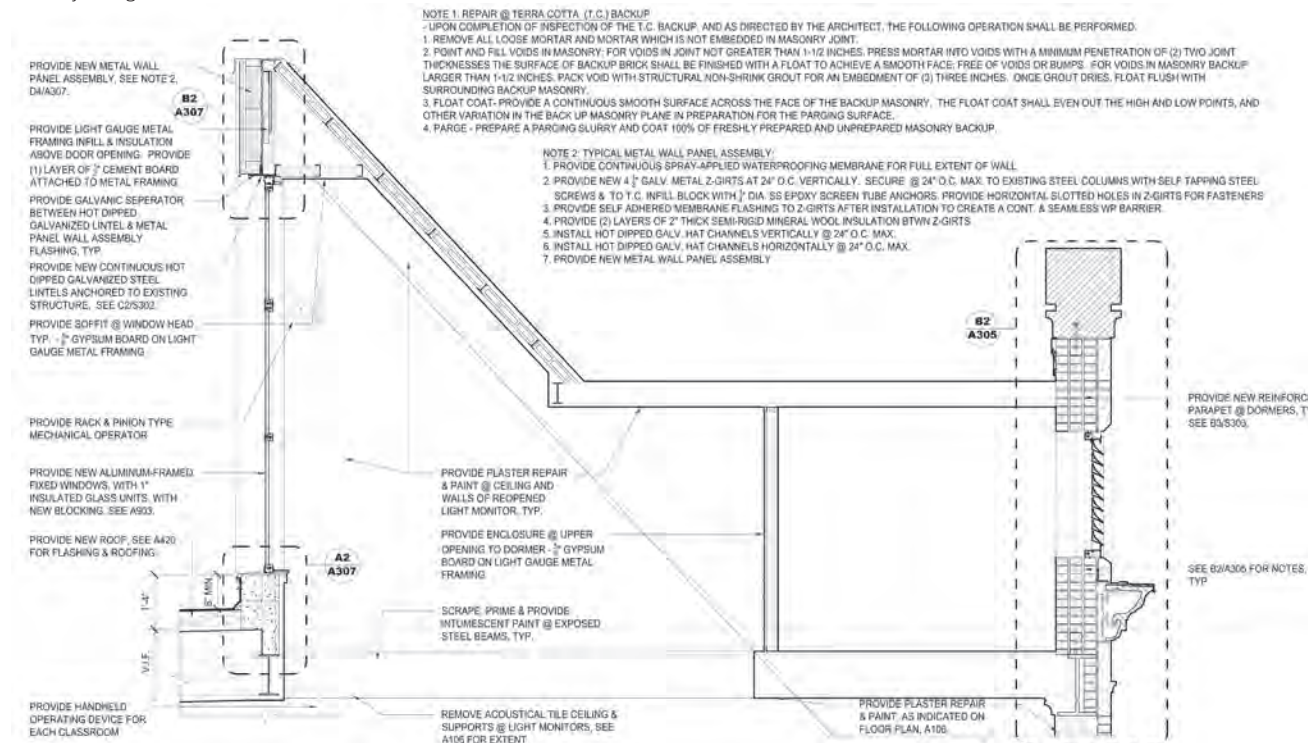 NOTE 1: REPAIR @ TERRA COTTA (T.C.) BACKUP
- UPON COMPLETION OF INSPECTION OF THE T.C. BACKUP, AND AS DIRECTED BY THE ARCHITECT, THE FOLLOWING OPERATION SHALL BE PERFORMED.
1. REMOVE ALL LOOSE MORTAR AND MORTAR WHICH IS NOT EMBEDDED IN MASONRY JOINT.
2. POINT AND FILL VOIDS IN MASONRY: FOR VOIDS IN JOINT NOT GREATER THAN 1-1/2 INCHES, PRESS MORTAR INTO VOIDS WITH A MINIMUM PENETRATION OF (2) TWO JOINT
THICKNESSES THE SURFACE OF BACKUP BRICK SHALL BE FINISHED WITH A FLOAT TO ACHIEVE A SMOOTH FACE; FREE OF VOIDS OR BUMPS. FOR VOIDS IN MASONRY BACKUP
LARGER THAN 1-1/2 INCHES, PACK VOID WITH STRUCTURAL NON-SHRINK GROUT FOR AN EMBEDMENT OF (3) THREE INCHES. ONCE GROUT DRIES, FLOAT FLUSH WITH
SURROUNDING BACKUP MASONRY.
3. FLOAT COAT- PROVIDE A CONTINUOUS SMOOTH SURFACE ACROSS THE FACE OF THE BACKUP MASONRY. THE FLOAT COAT SHALL EVEN OUT THE HIGH AND LOW POINTS, AND
OTHER VARIATION IN THE BACK UP MASONRY PLANE IN PREPARATION FOR THE PARGING SURFACE.
4. PARGE - PREPARE A PARGING SLURRY AND COAT 100% OF FRESHLY PREPARED AND UNPREPARED MASONRY BACKUP.
NOTE 2: TYPICAL METAL WALL PANEL ASSEMBLY:
1. PROVIDE CONTINUOUS SPRAY-APPLIED WATERPROOFING MEMBRANE FOR FULL EXTENT OF WALL
2. PROVIDE NEW 4 GALV. METAL Z-GIRTS AT 24" O.C. VERTICALLY. SECURE @ 24" O.C. MAX. TO EXISTING STEEL COLUMNS WITH SELF TAPPING STEEL
SCREWS & TO T.C. INFILL BLOCK WITH DIA. SS EPOXY SCREEN TUBE ANCHORS. PROVIDE HORIZONTAL SLOTTED HOLES IN Z-GIRTS FOR FASTENERS
3. PROVIDE SELF ADHERED MEMBRANE FLASHING TO Z-GIRTS AFTER INSTALLATION TO CREATE A CONT. & SEAMLESS WP BARRIER.
4. PROVIDE (2) LAYERS OF 2" THICK SEMI-RIGID MINERAL WOOL INSULATION BTWN Z-GIRTS
5. INSTALL HOT DIPPED GALV. HAT CHANNELS VERTICALLY @ 24" O.C. MAX.
6. INSTALL HOT DIPPED GALV. HAT CHANNELS HORIZONTALLY @ 24" O.C. MAX.
7. PROVIDE NEW METAL WALL PANEL ASSEMBLY
PROVIDE NEW METAL WALL
PANEL ASSEMBLY, SEE NOTE 2,
D4/A307.
B2
A307
PROVIDE LIGHT GAUGE METAL
FRAMING INFILL & INSULATION
ABOVE DOOR OPENING. PROVIDE
(1) LAYER OF CEMENT BOARD
ATTACHED TO METAL FRAMING
PROVIDE GALVANIC SEPERATOR
BETWEEN HOT DIPPED
GALVANIZED LINTEL & METAL
PANEL WALL ASSEMBLY
FLASHING, TYP.
PROVIDE NEW CONTINUOUS HOT
DIPPED GALVANIZED STEEL
LINTELS ANCHORED TO EXISTING
STRUCTURE. SEE C2/S302.
PROVIDE SOFFIT @ WINDOW HEAD,
TYP. - GYPSUM BOARD ON LIGHT
GAUGE METAL FRAMING
PROVIDE RACK & PINION TYPE
MECHANICAL OPERATOR
PROVIDE NEW ALUMINUM-FRAMED
FIXED WINDOWS, WITH 1"
INSULATED GLASS UNITS, WITH
NEW BLOCKING. SEE A903.
PROVIDE NEW ROOF, SEE A420
FOR FLASHING & ROOFING
A2
A307
1'-4"
8" MIN.
V.I.F.
PROVIDE HANDHELD
OPERATING DEVICE FOR
EACH CLASSROOM
PROVIDE PLASTER REPAIR
& PAINT @ CEILING AND
WALLS OF REOPENED
LIGHT MONITOR, TYP.
PROVIDE ENCLOSURE @ UPPER
OPENING TO DORMER - GYPSUM
BOARD ON LIGHT GAUGE METAL
FRAMING
SCRAPE, PRIME & PROVIDE
INTUMESCENT PAINT @ EXPOSED
STEEL BEAMS, TYP.
REMOVE ACOUSTICAL TILE CEILING &
SUPPORTS @ LIGHT MONITORS, SEE
A106 FOR EXTENT
PROVIDE PLASTER REPAIR
& PAINT, AS INDICATED ON
FLOOR PLAN, A106
B2
A305
PROVIDE NEW REINFORC
PARAPET @ DORMERS, T
SEE B3/S303.
SEE B2/A305 FOR NOTES,
TYP